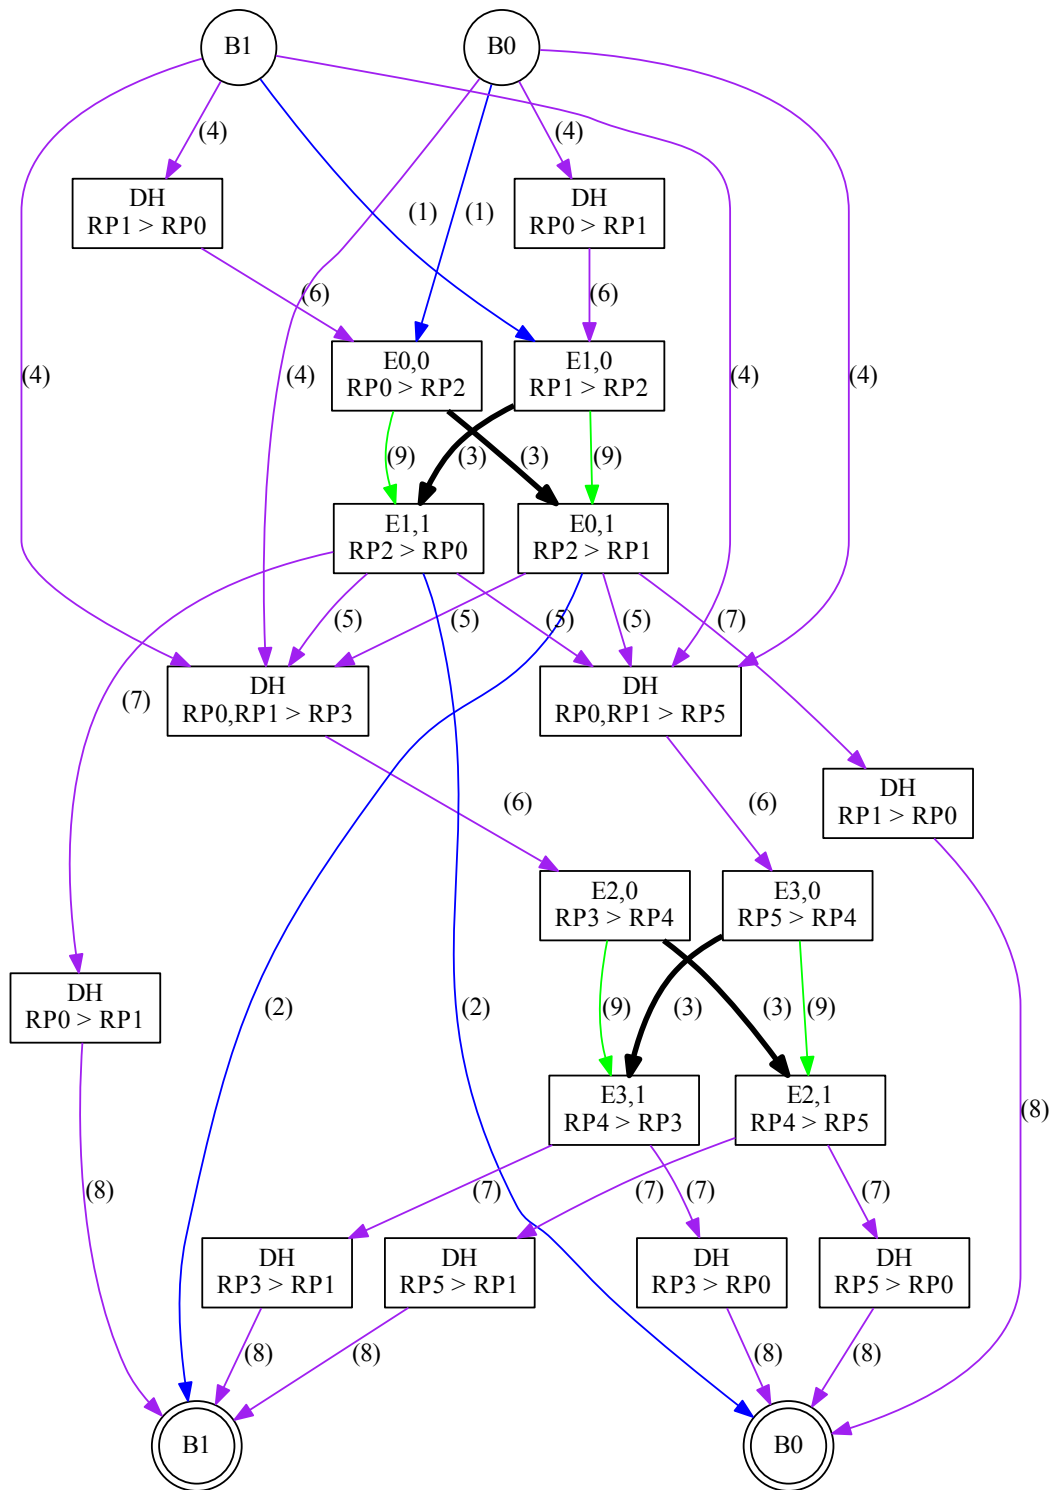 B1
B0
(4)
(4)
DH
RP1 > RP0
DH
RP0 > RP1
(1)
(1)
(6)
(6)
E0,0
RP0 > RP2
E1,0
RP1 > RP2
(4)
(4)
(4)
(4)
(9)
(3)
(3)
(9)
E1,1
RP2 > RP0
E0,1
RP2 > RP1
(5)
(5)
(5)
(5)
(7)
DH
RP0,RP1 > RP3
DH
RP0,RP1 > RP5
(7)
(6)
(6)
DH
RP1 > RP0
E2,0
RP3 > RP4
E3,0
RP5 > RP4
DH
RP0 > RP1
(2)
(2)
(9)
(3)
(3)
(9)
E3,1
RP4 > RP3
E2,1
RP4 > RP5
(8)
(8)
(7)
(7)
(7)
(7)
DH
RP3 > RP1
DH
RP5 > RP1
DH
RP3 > RP0
DH
RP5 > RP0
(8)
(8)
(8)
(8)
B1
B0